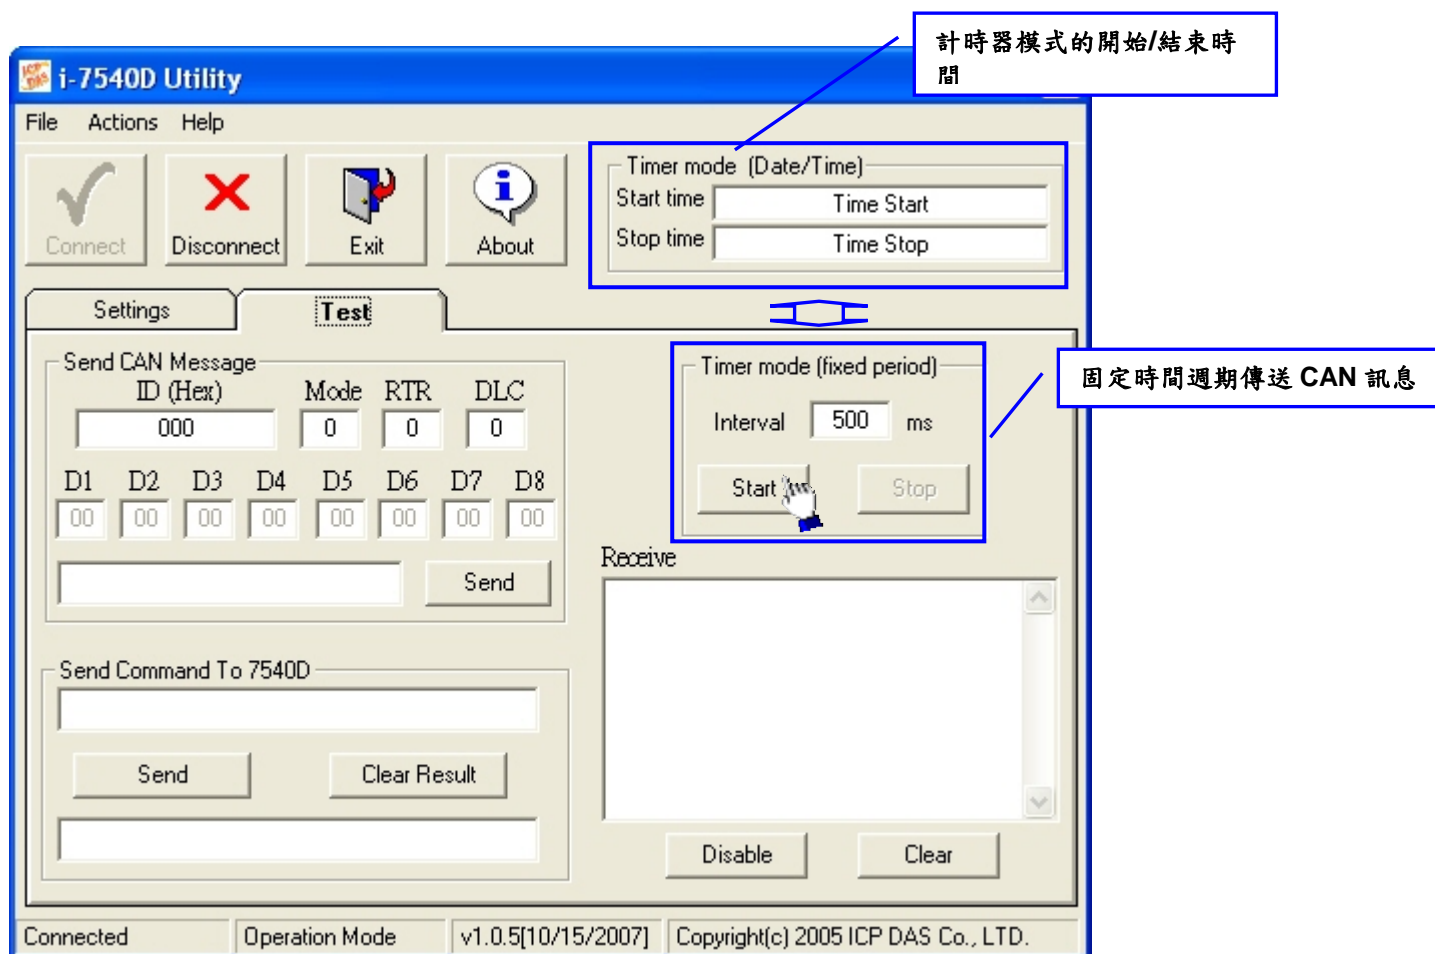 計時器模式的開始/結束時
間
i-7540D Utility
File Actions Help
Connect Disconnect Exit About
Timer mode (Date/Time)
Start time Time Start
Stop time Time Stop
Settings Test
Send CAN Message
ID (Hex) Mode RTR DLC
000 0 0 0
D1 D2 D3 D4 D5 D6 D7 D8
00 00 00 00 00 00 00 00
Send
Timer mode (fixed period)
Interval 500 ms
Start Stop
固定時間週期傳送 CAN 訊息
Receive
Send Command To 7540D
Send Clear Result
Disable Clear
Connected Operation Mode v1.0.5[10/15/2007] Copyright(c) 2005 ICP DAS Co., LTD.